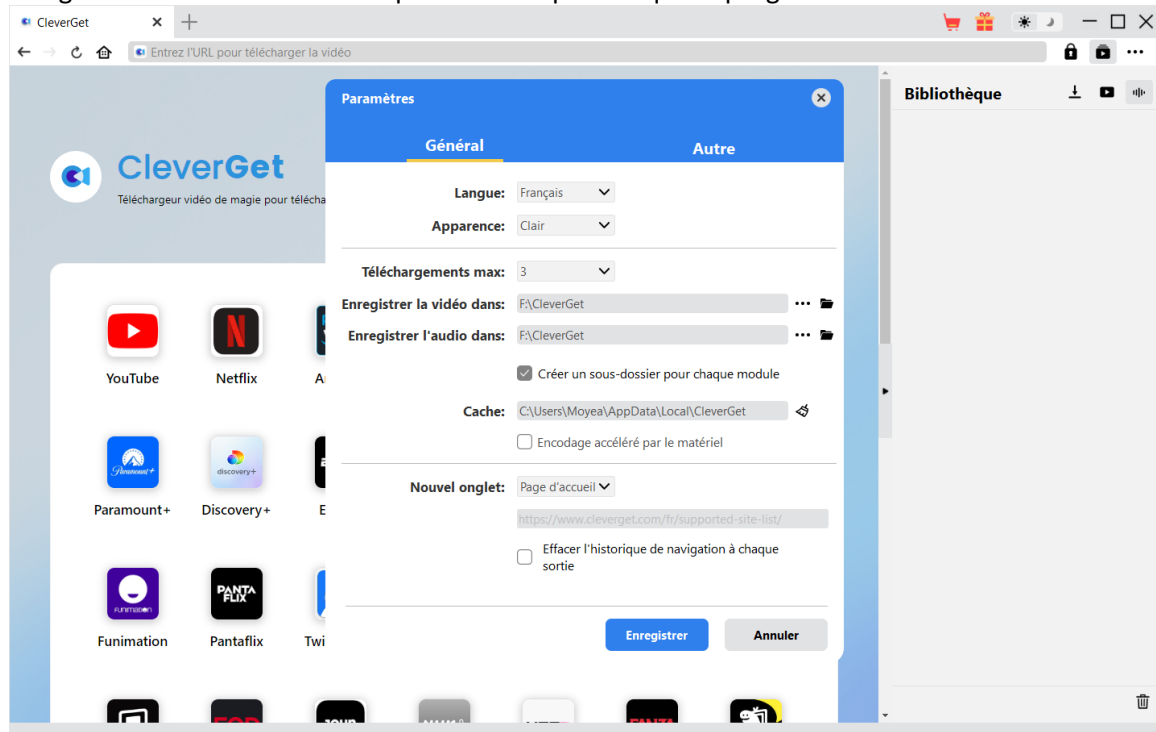 CleverGet
Entrez l'URL pour télécharger la vidéo
Paramètres
Bibliothèque
Général
Autre
CleverGet
Téléchargeur vidéo de magie pour télécha
Langue: Français
Apparence: Clair
Téléchargements max: 3
Enregistrer la vidéo dans: F:\CleverGet
Enregistrer l'audio dans: F:\CleverGet
YouTube
Netflix
Créer un sous-dossier pour chaque module
Cache: C:\Users\Moyea\AppData\Local\CleverGet
Encodage accéléré par le matériel
Paramount+
discovery+
Paramount+
Discovery+
E
Nouvel onglet: Page d'accueil
https://www.cleverget.com/fr/supported-site-list/
Effacer l'historique de navigation à chaque
sortie
FUNIMATION
PANTA
FLIX
Funimation
Pantaflix
Twi
Enregistrer
Annuler